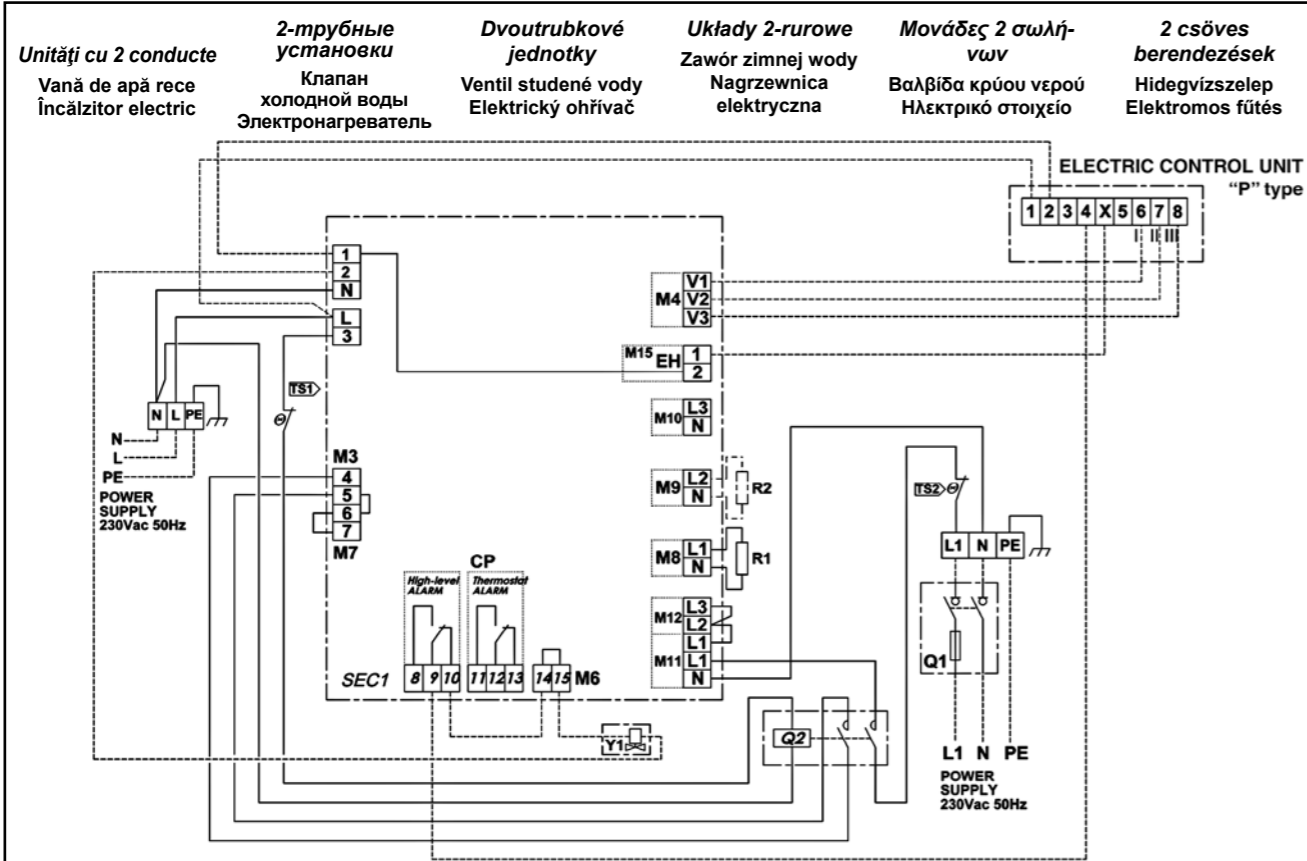 Unități cu 2 conducte
Vană de apă rece
Încălzitor electric
2-трубные
установки
Клапан
холодной воды
Электронагреватель
Dvoutrubkové
jednotky
Ventil studené vody
Elektrický ohřívač
Układy 2-rurowe
Zawór zimnej wody
Nagrzewnica
elektryczna
Μονάδες 2 σωλή-
νων
Βαλβίδα κρύου νερού
Ηλεκτρικό στοιχείο
2 csöves
berendezések
Hidegvízszelep
Elektromos fűtés
ELECTRIC CONTROL UNIT
"P" type
1 2 3 4 X 5 6 7 8
I II III
1
2
N
L
3
M4 V1
V2
V3
M15 EH 1
2
M10 L3
N
M9 L2
N
R2
M8 L1
N
R1
M12 L3
L2
L1
M11 L1
N
TS1
N L PE
N
L
PE
POWER
SUPPLY
230Vac 50Hz
M3
4
5
6
7
M7
CP
High-level
ALARM
Thermostat
ALARM
SEC1
8 9 10
11 12 13
14 15 M6
Y1
Q2
TS2
L1 N PE
Q1
L1 N PE
POWER
SUPPLY
230Vac 50Hz